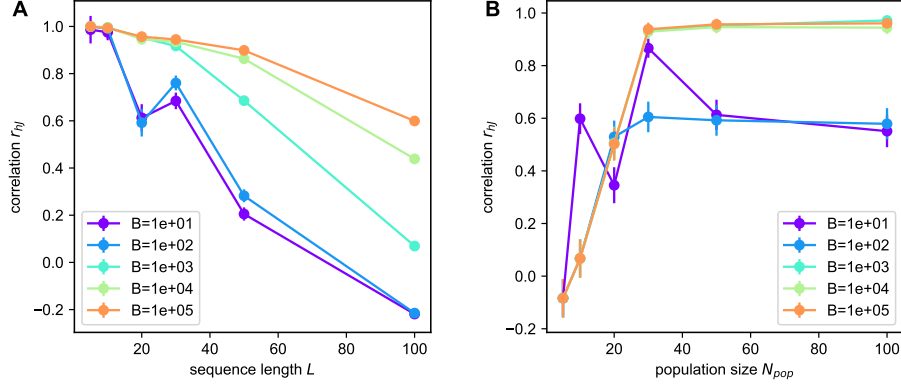 A
correlation r_hj
1.0
0.8
0.6
0.4
0.2
0.0
−0.2
B=1e+01
B=1e+02
B=1e+03
B=1e+04
B=1e+05
20 40 60 80 100
sequence length L
B
correlation r_hj
1.0
0.8
0.6
0.4
0.2
0.0
−0.2
B=1e+01
B=1e+02
B=1e+03
B=1e+04
B=1e+05
20 40 60 80 100
population size N_pop